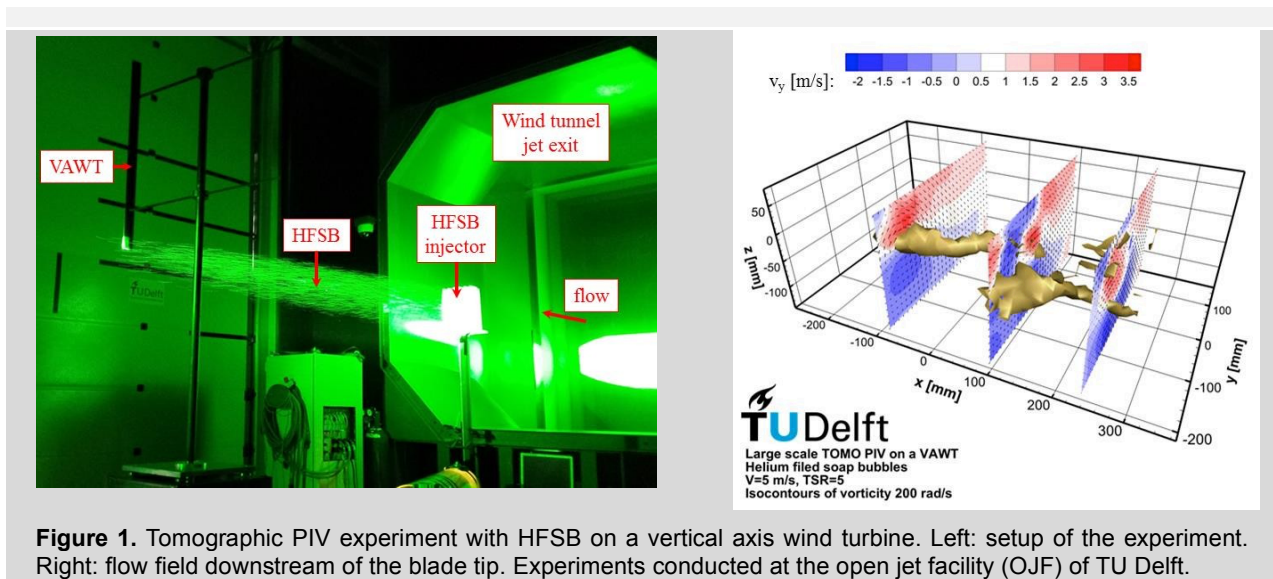 VAWT
HFSB
HFSB
injector
Wind tunnel
jet exit
flow
TUDelft
v_y [m/s]:
-2 -1.5 -1 -0.5 0 0.5 1 1.5 2 2.5 3 3.5
50
0
-50
-100
z [mm]
-200
-100
0
100
200
300
x [mm]
100
0
-100
-200
y [mm]
TUDelft
Large scale TOMO PIV on a VAWT
Helium filed soap bubbles
V=5 m/s, TSR=5
Isocontours of vorticity 200 rad/s
Figure 1. Tomographic PIV experiment with HFSB on a vertical axis wind turbine. Left: setup of the experiment.
Right: flow field downstream of the blade tip. Experiments conducted at the open jet facility (OJF) of TU Delft.